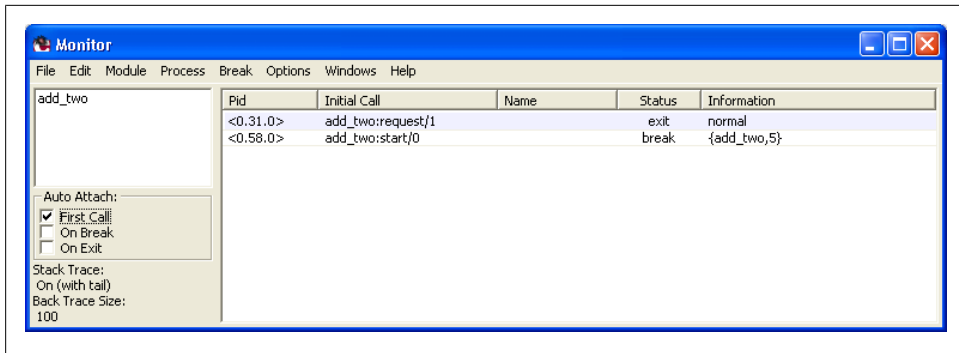 Monitor
File Edit Module Process Break Options Windows Help
add_two
Pid Initial Call Name Status Information
<0.31.0> add_two:request/1 exit normal
<0.58.0> add_two:start/0 break {add_two,5}
Auto Attach:
First Call
On Break
On Exit
Stack Trace:
On (with tail)
Back Trace Size:
100